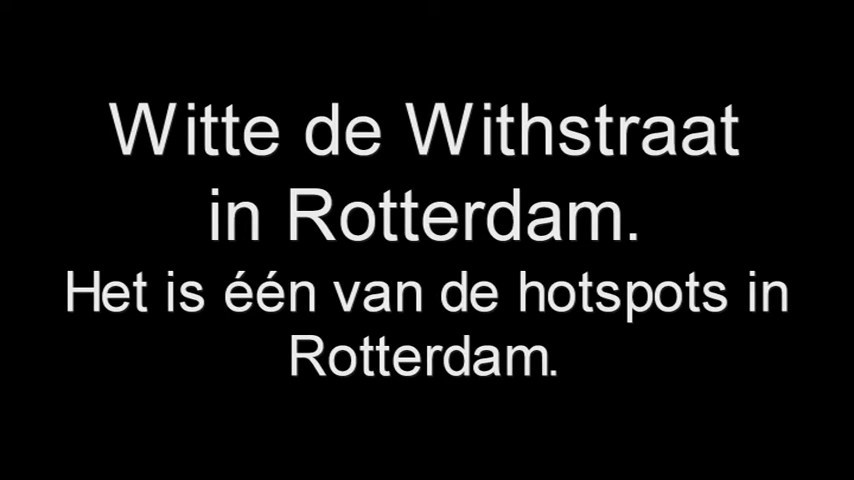 Witte de Withstraat
in Rotterdam.
Het is één van de hotspots in
Rotterdam.